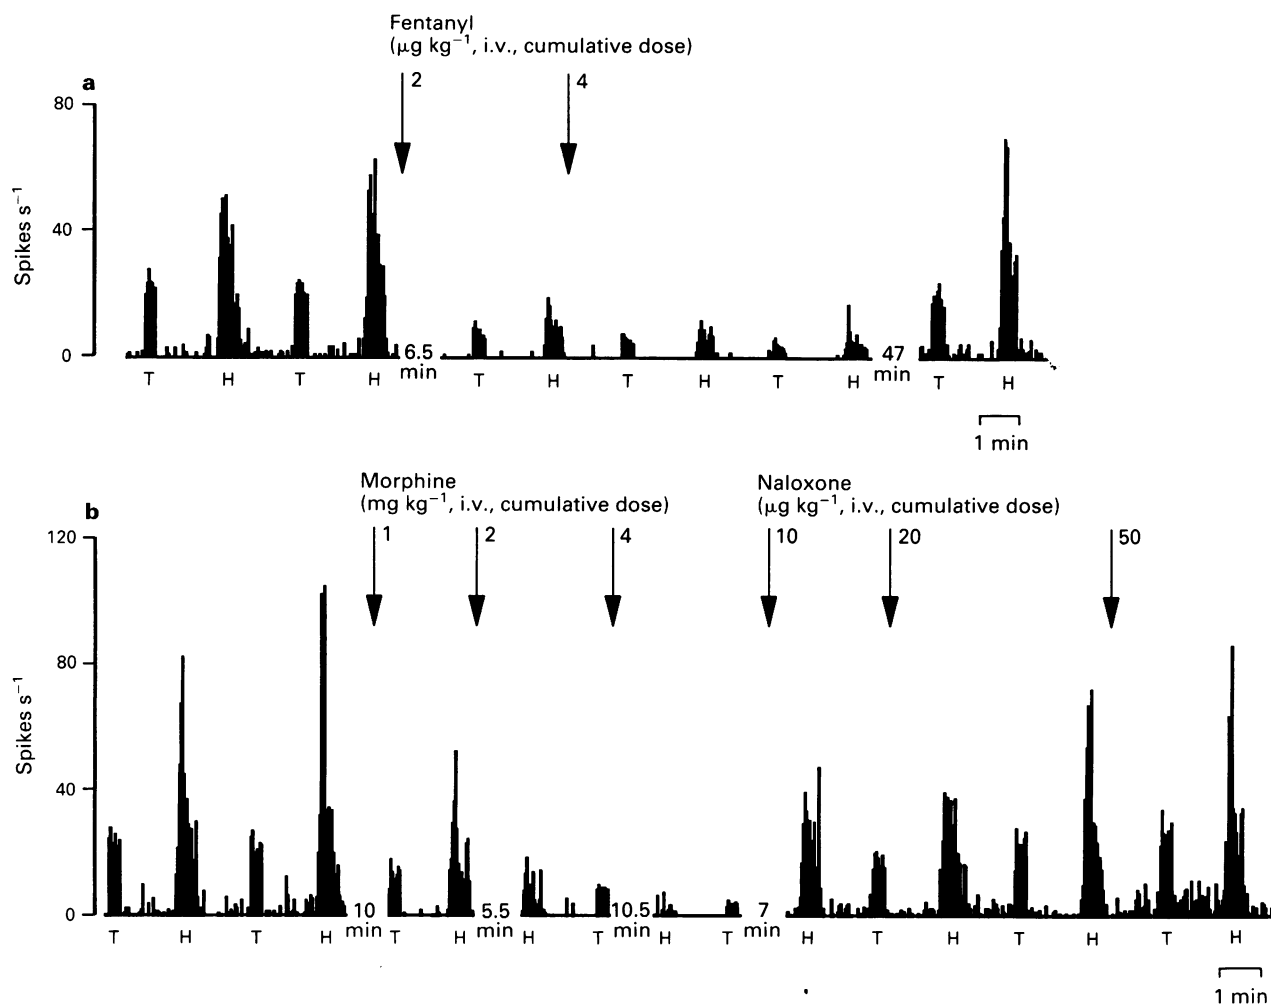 Fentanyl
(μg kg⁻¹, i.v., cumulative dose)
a
2
4
80
40
0
Spikes s⁻¹
6.5
min
47
min
T H T H T H T H T H T H
1 min
Morphine
(mg kg⁻¹, i.v., cumulative dose)
Naloxone
(μg kg⁻¹, i.v., cumulative dose)
b
1
2
4
10
20
50
120
80
40
0
Spikes s⁻¹
10
min
5.5
min
10.5
min
7
min
T H T H T H H T H T H T H T H T H
1 min